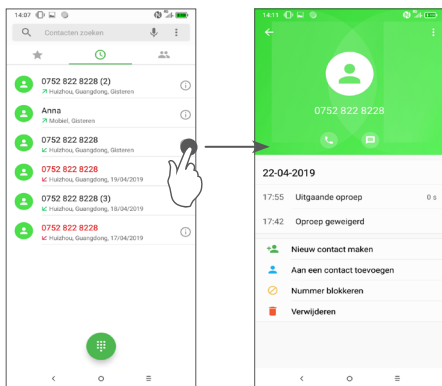 14:07
Contacten zoeken
0752 822 8228 (2)
Huizhou, Guangdong, Gisteren
Anna
Mobiel, Gisteren
0752 822 8228
Huizhou, Guangdong, Gisteren
0752 822 8228
Huizhou, Guangdong, 19/04/2019
0752 822 8228 (3)
Huizhou, Guangdong, 18/04/2019
0752 822 8228
Huizhou, Guangdong, 17/04/2019
14:11
0752 822 8228
22-04-2019
17:55 Uitgaande oproep 0 s
17:42 Oproep geweigerd
Nieuw contact maken
Aan een contact toevoegen
Nummer blokkeren
Verwijderen